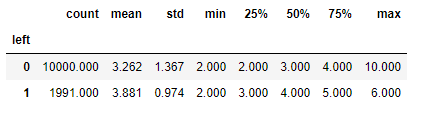 count mean std min 25% 50% 75% max
left
0 10000.000 3.262 1.367 2.000 2.000 3.000 4.000 10.000
1 1991.000 3.881 0.974 2.000 3.000 4.000 5.000 6.000